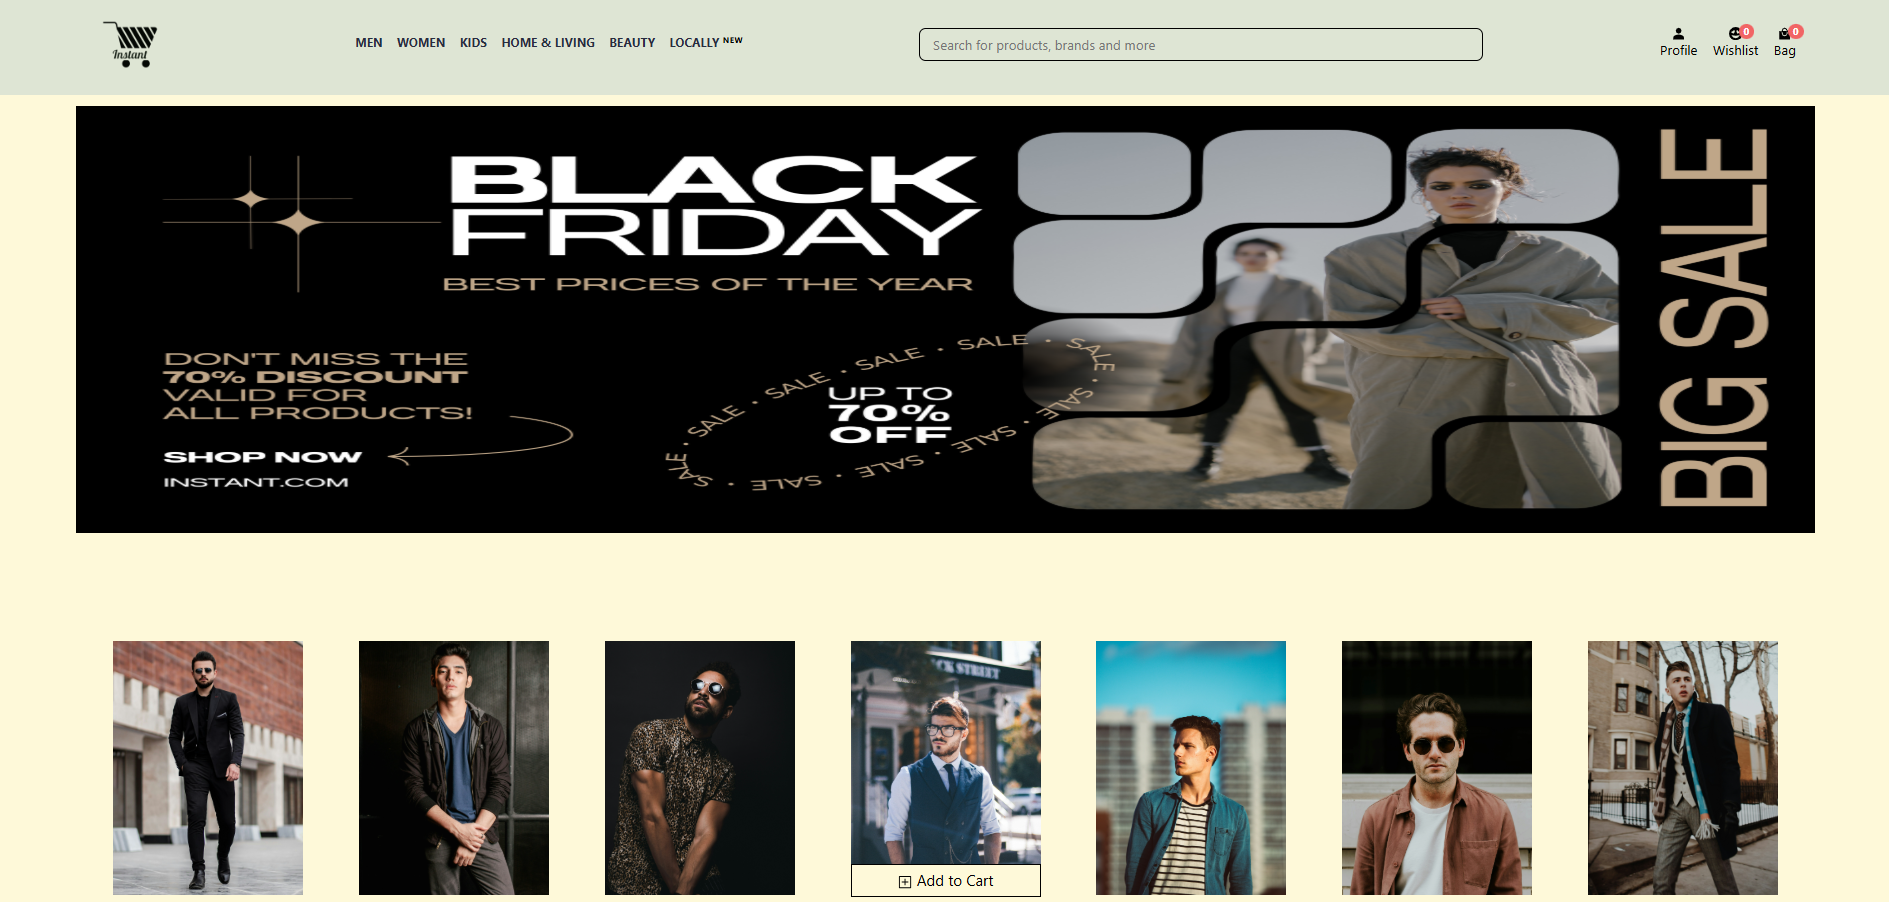 Instant
MEN WOMEN KIDS HOME & LIVING BEAUTY LOCALLY NEW
Search for products, brands and more
0 0
Profile Wishlist Bag
BLACK
FRIDAY
BEST PRICES OF THE YEAR
BIG SALE
DON'T MISS THE
70% DISCOUNT
VALID FOR
ALL PRODUCTS!
SHOP NOW
INSTANT.COM
SALE • SALE • SALE • SALE • SALE • SALE • SALE • SALE • SALE • SALE •
UP TO
70%
OFF
CK STREET
Add to Cart